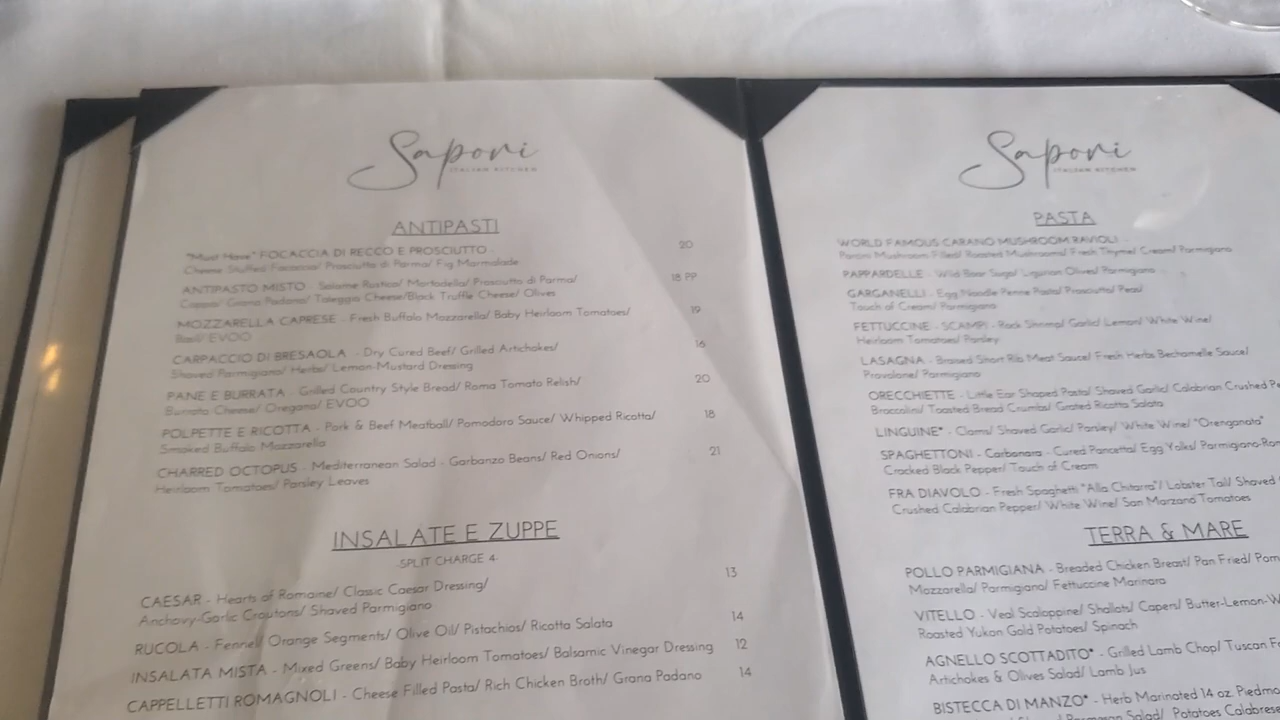 Sapori
ITALIAN KITCHEN
ANTIPASTI
"Must Have" FOCACCIA DI RECCO E PROSCIUTTO - 20
Cheese Stuffed Focaccia/ Prosciutto di Parma/ Fig Marmalade
ANTIPASTO MISTO - Salame Rustico/ Mortadella/ Prosciutto di Parma/ 18 PP
Coppa/ Grana Padano/ Taleggio Cheese/Black Truffle Cheese/ Olives
MOZZARELLA CAPRESE - Fresh Buffalo Mozzarella/ Baby Heirloom Tomatoes/ 19
Basil/ EVOO
CARPACCIO DI BRESAOLA - Dry Cured Beef/ Grilled Artichokes/ 16
Shaved Parmigiano/ Herbs/ Lemon-Mustard Dressing
PANE E BURRATA - Grilled Country Style Bread/ Roma Tomato Relish/ 20
Burrata Cheese/ Oregano/ EVOO
POLPETTE E RICOTTA - Pork & Beef Meatball/ Pomodoro Sauce/ Whipped Ricotta/ 18
Smoked Buffalo Mozzarella
CHARRED OCTOPUS - Mediterranean Salad - Garbanzo Beans/ Red Onions/ 21
Heirloom Tomatoes/ Parsley Leaves
INSALATE E ZUPPE
-SPLIT CHARGE 4-
CAESAR - Hearts of Romaine/ Classic Caesar Dressing/ 13
Anchovy-Garlic Croutons/ Shaved Parmigiano
RUCOLA - Fennel/ Orange Segments/ Olive Oil/ Pistachios/ Ricotta Salata 14
INSALATA MISTA - Mixed Greens/ Baby Heirloom Tomatoes/ Balsamic Vinegar Dressing 12
CAPPELLETTI ROMAGNOLI - Cheese Filled Pasta/ Rich Chicken Broth/ Grana Padano 14
Sapori
ITALIAN KITCHEN
PASTA
WORLD FAMOUS CARANO MUSHROOM RAVIOLI -
Porcini Mushroom Filled/ Roasted Mushrooms/ Fresh Thyme/ Cream/ Parmigiano
PAPPARDELLE - Wild Boar Sugo/ Ligurian Olives/ Parmigiano
GARGANELLI - Egg Noodle Penne Pasta/ Prosciutto/ Peas/
Touch of Cream/ Parmigiano
FETTUCCINE - SCAMPI - Rock Shrimp/ Garlic/ Lemon/ White Wine/
Heirloom Tomatoes/ Parsley
LASAGNA - Braised Short Rib Meat Sauce/ Fresh Herbs Bechamelle Sauce/
Provolone/ Parmigiano
ORECCHIETTE - Little Ear Shaped Pasta/ Shaved Garlic/ Calabrian Crushed
Broccolini/ Toasted Bread Crumbs/ Grated Ricotta Salata
LINGUINE* - Clams/ Shaved Garlic/ Parsley/ White Wine/ "Oreganata"
SPAGHETTONI - Carbonara - Cured Pancetta/ Egg Yolks/
Cracked Black Pepper/ Touch of Cream
FRA DIAVOLO - Fresh Spaghetti "Alla Chitarra"/ Lobster Tail/ Shaved
Crushed Calabrian Pepper/ White Wine/ San Marzano Tomatoes
TERRA & MARE
POLLO PARMIGIANA - Breaded Chicken Breast/ Pan Fried/
Mozzarella/ Parmigiano/ Fettuccine Marinara
VITELLO - Veal Scaloppine/ Shallots/ Capers/ Butter-Lemon-W
Roasted Yukon Gold Potatoes/ Spinach
AGNELLO SCOTTADITO* - Grilled Lamb Chop/ Tuscan
Artichokes & Olives Salad/ Lamb Jus
BISTECCA DI MANZO* - Herb Marinated 14 oz.
Salad/ Potatoes Calabrese